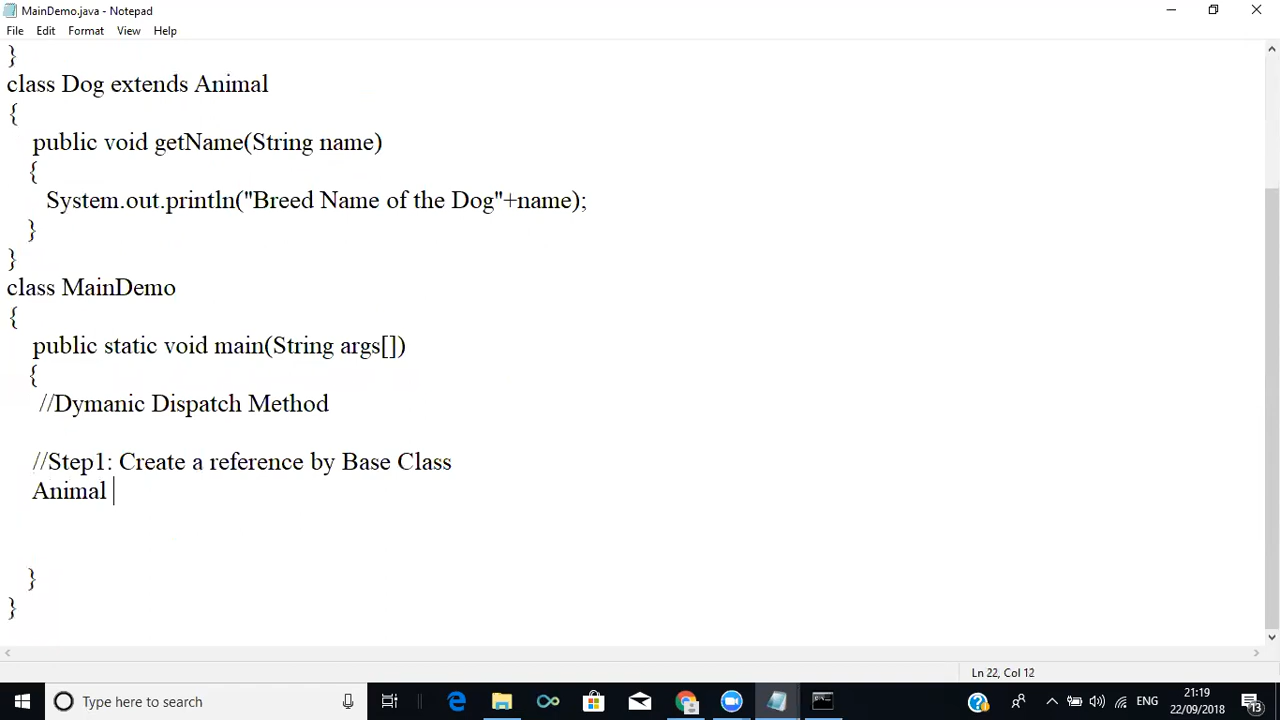 MainDemo.java - Notepad
File Edit Format View Help
}
class Dog extends Animal
{
public void getName(String name)
{
System.out.println("Breed Name of the Dog"+name);
}
}
class MainDemo
{
public static void main(String args[])
{
//Dymanic Dispatch Method
//Step1: Create a reference by Base Class
Animal
}
}
Ln 22, Col 12
Type here to search
ENG
21:19
22/09/2018
13